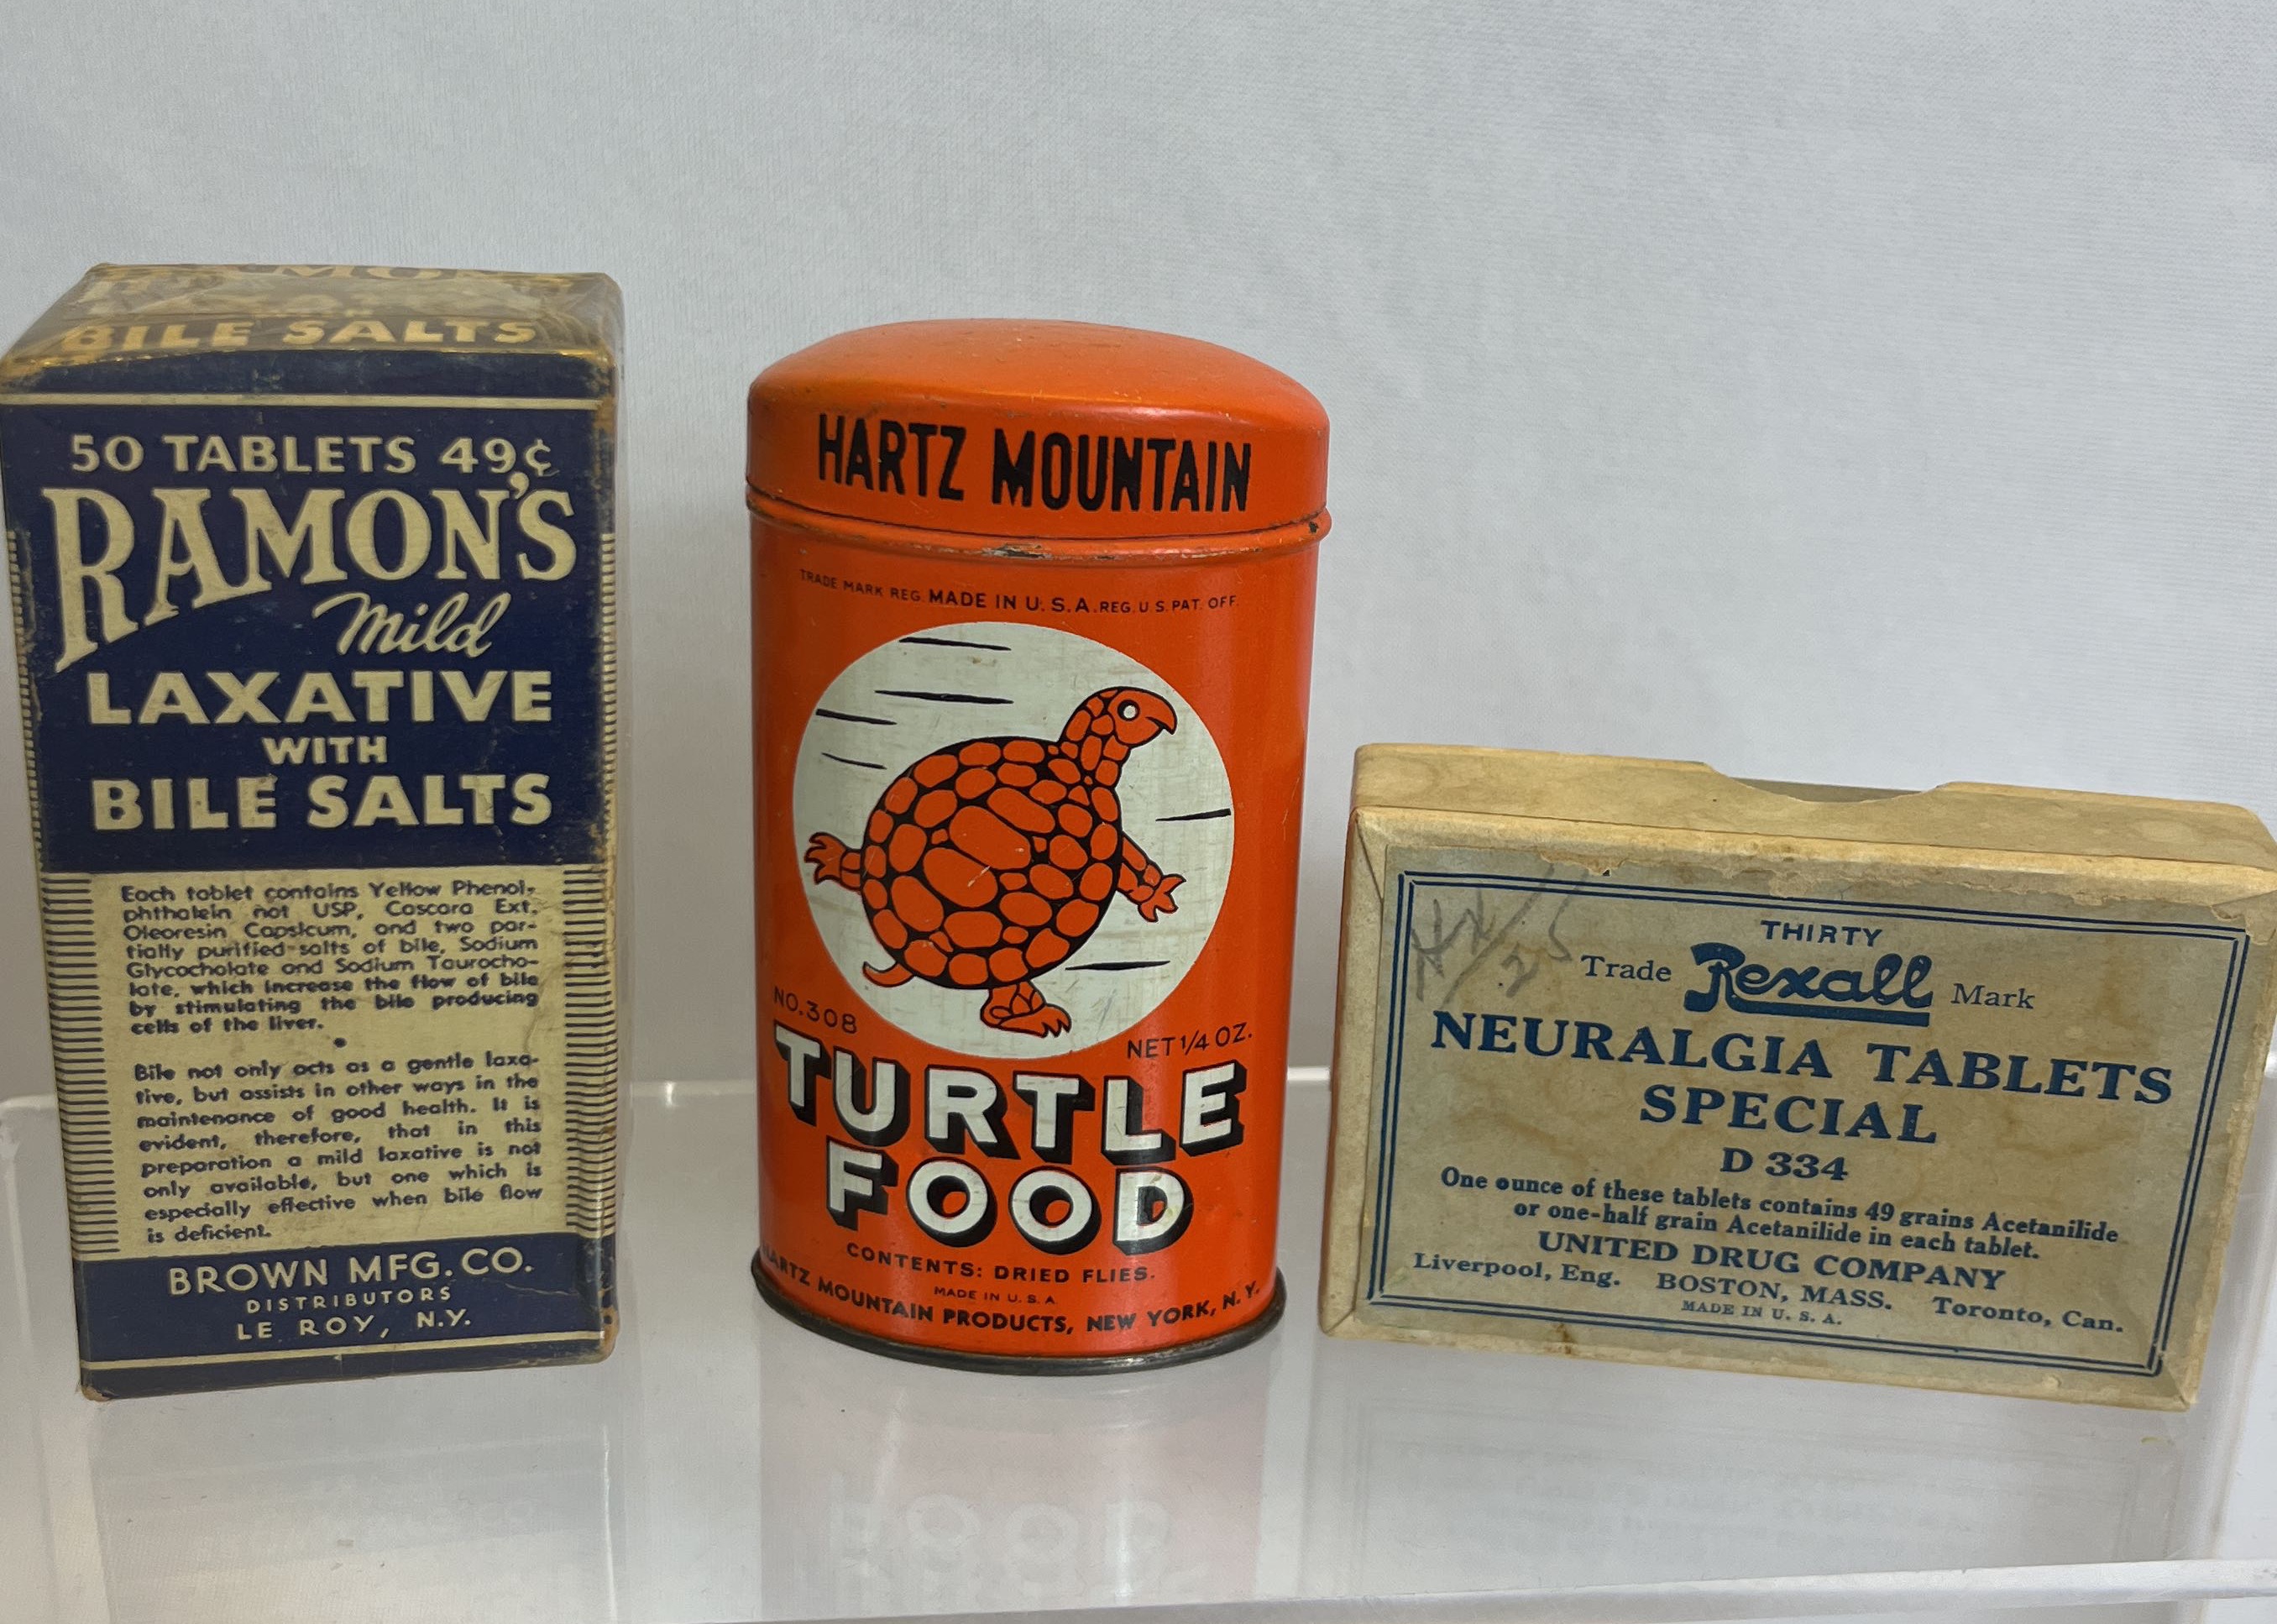 BILE SALTS
50 TABLETS 49¢
RAMON'S
Mild
LAXATIVE
WITH
BILE SALTS
Each tablet contains Yellow Phenol-
phthalein not USP, Cascara Ext.
Oleoresin Capsicum, and two par-
tially purified salts of bile, Sodium
Glycocholate and Sodium Taurocho-
late, which increase the flow of bile
by stimulating the bile producing
cells of the liver.
Bile not only acts as a gentle laxa-
tive, but assists in other ways in the
maintenance of good health. It is
evident, therefore, that in this
preparation a mild laxative is not
only available, but one which is
especially effective when bile flow
is deficient.
BROWN MFG. CO.
DISTRIBUTORS
LE ROY, N.Y.
HARTZ MOUNTAIN
TRADE MARK REG. MADE IN U.S.A. REG. U.S. PAT. OFF.
NO. 308
NET 1/4 OZ.
TURTLE
FOOD
CONTENTS: DRIED FLIES.
MADE IN U.S.A.
HARTZ MOUNTAIN PRODUCTS, NEW YORK, N.Y.
25
THIRTY
Trade Rexall Mark
NEURALGIA TABLETS
SPECIAL
D 334
One ounce of these tablets contains 49 grains Acetanilide
or one-half grain Acetanilide in each tablet.
UNITED DRUG COMPANY
Liverpool, Eng. BOSTON, MASS. Toronto, Can.
MADE IN U. S. A.